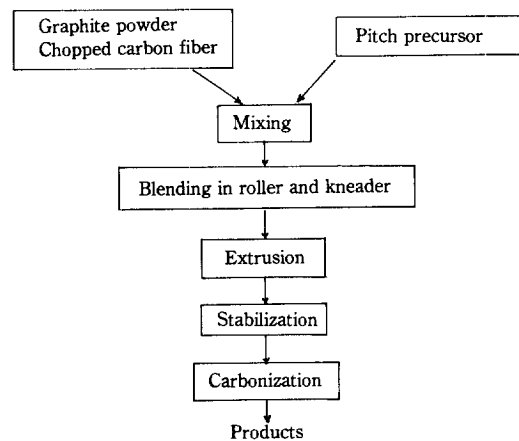 Graphite powder
Chopped carbon fiber
Pitch precursor
Mixing
Blending in roller and kneader
Extrusion
Stabilization
Carbonization
Products